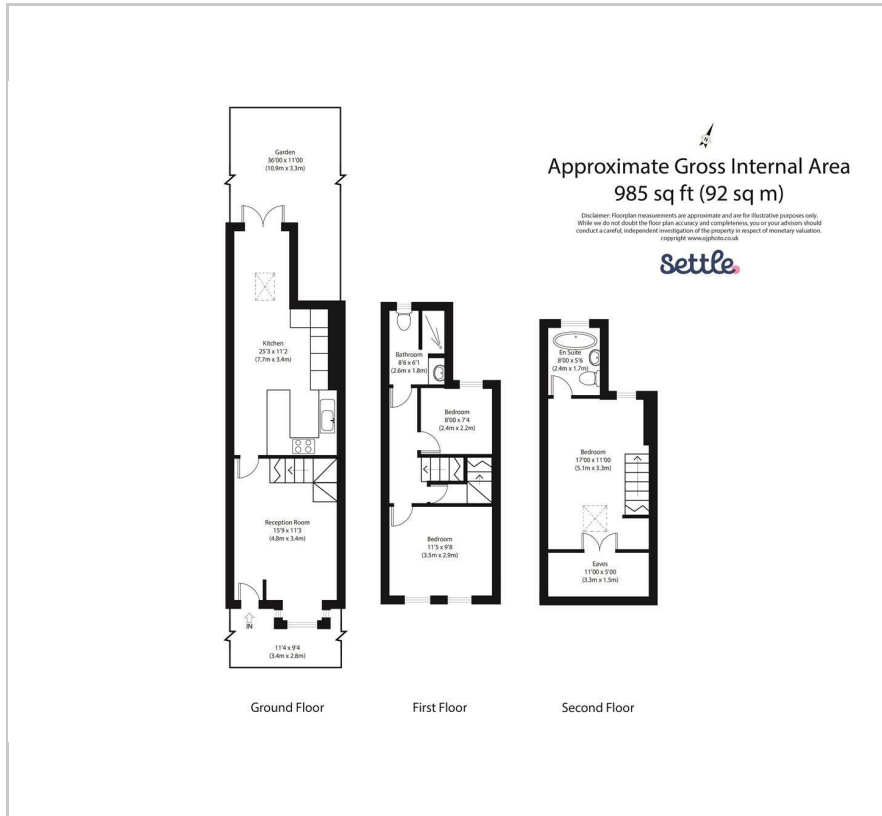 Approximate Gross Internal Area
985 sq ft (92 sq m)
Disclaimer: Floorplan measurements are approximate and are for illustrative purposes only.
While we do not doubt the floor plan accuracy and completeness, you or your advisors should
conduct a careful, independent investigation of the property in respect of monetary valuation.
copyright www.ojphoto.co.uk
Settle
N
Garden
36'00 x 11'00
(10.9m x 3.3m)
Kitchen
25'3 x 11'2
(7.7m x 3.4m)
Reception Room
15'9 x 11'3
(4.8m x 3.4m)
IN
11'4 x 9'4
(3.4m x 2.8m)
Ground Floor
Bathroom
8'6 x 6'1
(2.6m x 1.8m)
Bedroom
8'00 x 7'4
(2.4m x 2.2m)
Bedroom
11'5 x 9'8
(3.5m x 2.9m)
First Floor
En Suite
8'00 x 5'6
(2.4m x 1.7m)
Bedroom
17'00 x 11'00
(5.1m x 3.3m)
Eaves
11'00 x 5'00
(3.3m x 1.5m)
Second Floor